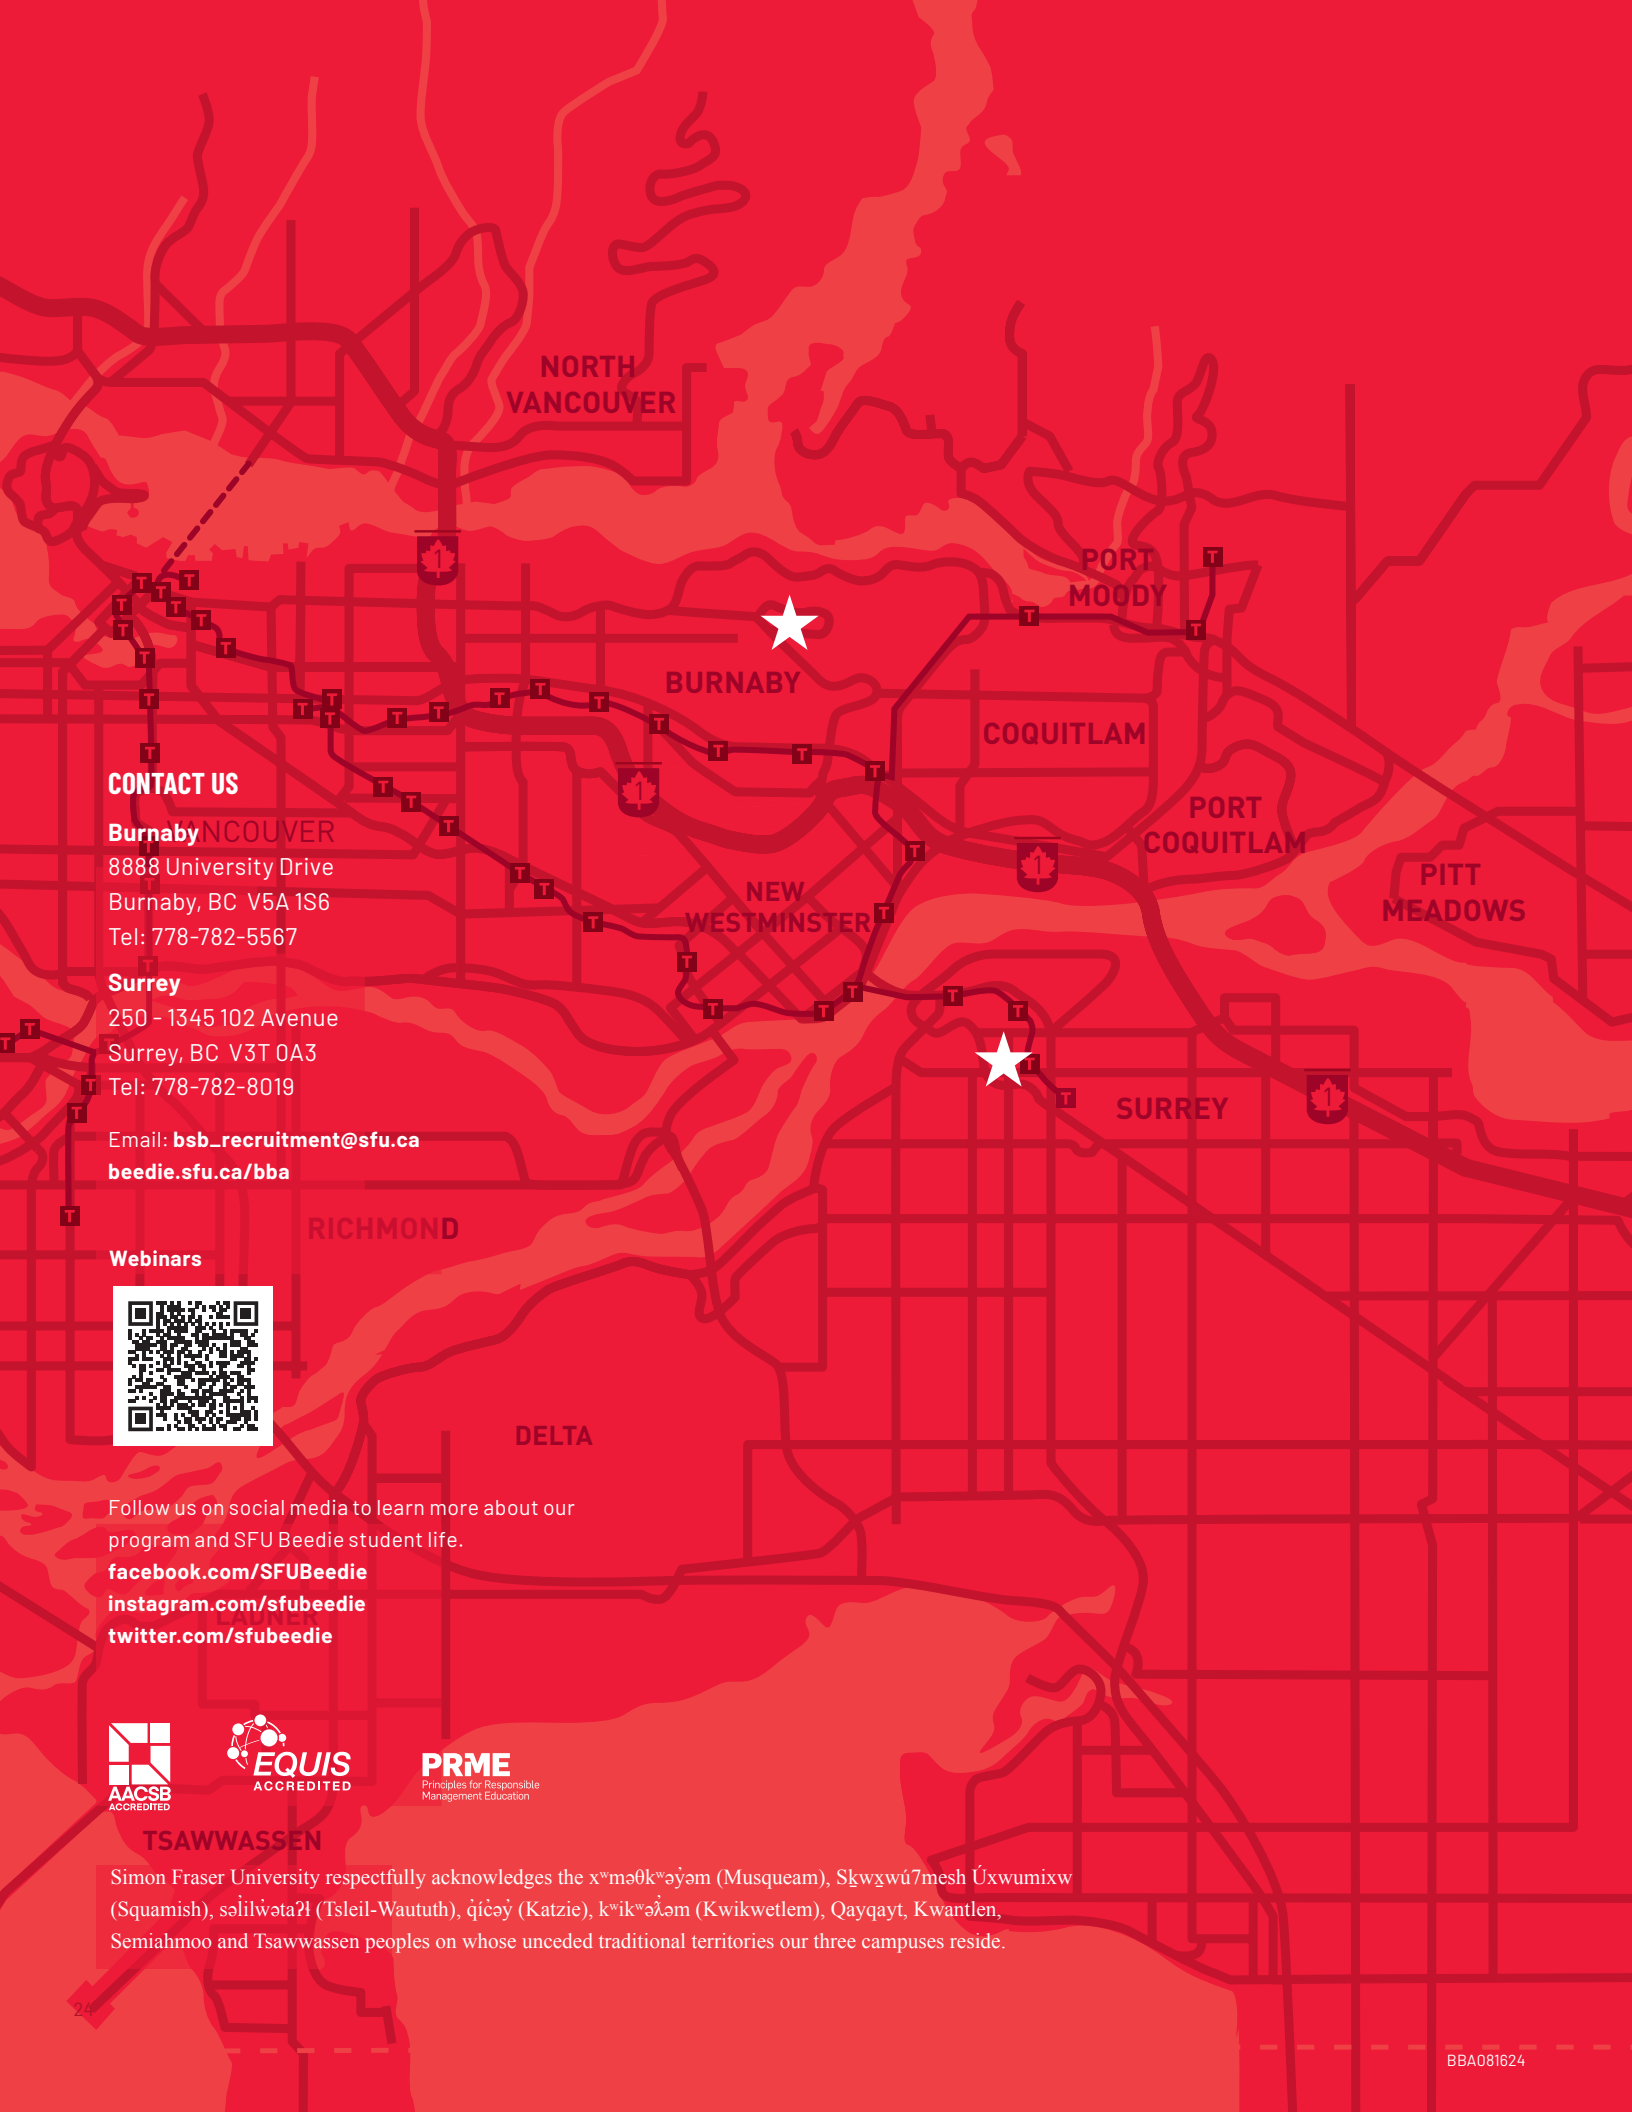 NORTH
VANCOUVER
1
PORT
MOODY
BURNABY
COQUITLAM
1
PORT
COQUITLAM
1
PITT
MEADOWS
NEW
WESTMINSTER
SURREY
1
CONTACT US
VANCOUVER
Burnaby
8888 University Drive
Burnaby, BC V5A 1S6
Tel: 778-782-5567
Surrey
250 - 1345 102 Avenue
Surrey, BC V3T 0A3
Tel: 778-782-8019
Email: bsb_recruitment@sfu.ca
beedie.sfu.ca/bba
RICHMOND
Webinars
DELTA
Follow us on social media to learn more about our
program and SFU Beedie student life.
facebook.com/SFUBeedie
instagram.com/sfubeedie
LADNER
twitter.com/sfubeedie
AACSB
ACCREDITED
EQUIS
ACCREDITED
PRME
Principles for Responsible
Management Education
TSAWWASSEN
Simon Fraser University respectfully acknowledges the xʷməθkʷəy̓əm (Musqueam), Sḵwx̱wú7mesh Úxwumixw
(Squamish), səl̓ilw̓ətaʔɬ (Tsleil-Waututh), q̓íc̓əy̓ (Katzie), kʷikʷəƛ̓əm (Kwikwetlem), Qayqayt, Kwantlen,
Semiahmoo and Tsawwassen peoples on whose unceded traditional territories our three campuses reside.
24
BBA081624